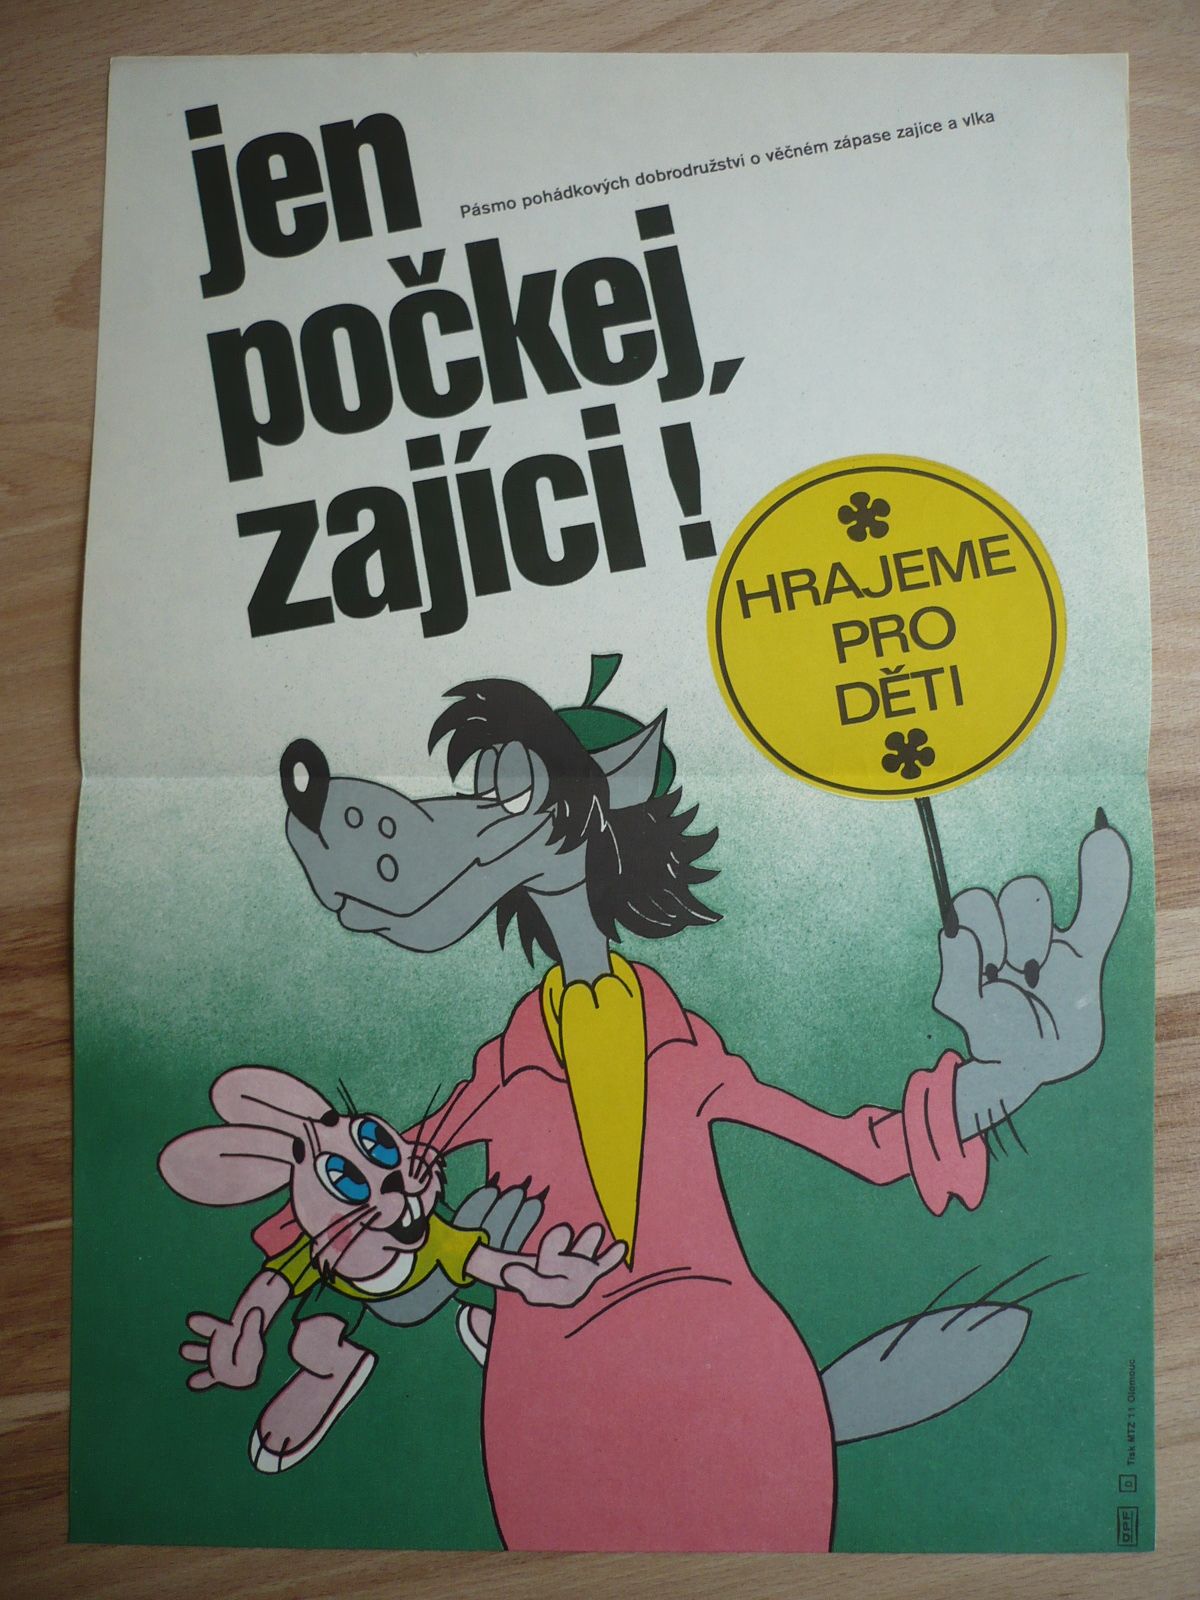 jen
Pásmo pohádkových dobrodružství o věčném zápase zajíce a vlka
počkej,
zajíci!
HRAJEME
PRO
DĚTI
ÚPF D Tisk MTZ 11 Olomouc